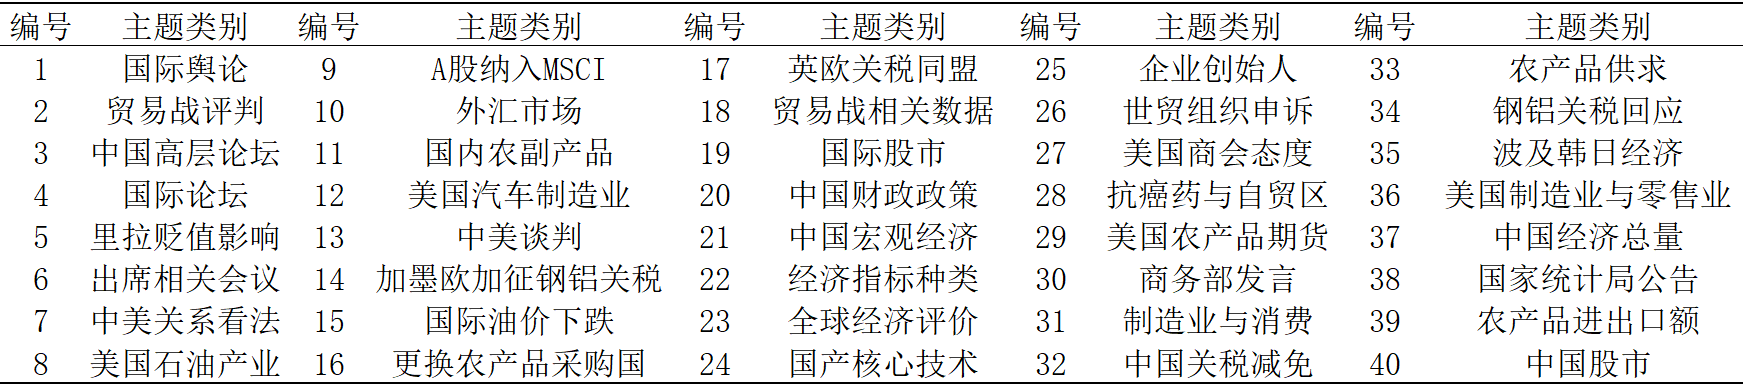 编号 主题类别 编号 主题类别 编号 主题类别 编号 主题类别 编号 主题类别
1 国际舆论 9 A股纳入MSCI 17 英欧关税同盟 25 企业创始人 33 农产品供求
2 贸易战评判 10 外汇市场 18 贸易战相关数据 26 世贸组织申诉 34 钢铝关税回应
3 中国高层论坛 11 国内农副产品 19 国际股市 27 美国商会态度 35 波及韩日经济
4 国际论坛 12 美国汽车制造业 20 中国财政政策 28 抗癌药与自贸区 36 美国制造业与零售业
5 里拉贬值影响 13 中美谈判 21 中国宏观经济 29 美国农产品期货 37 中国经济总量
6 出席相关会议 14 加墨欧加征钢铝关税 22 经济指标种类 30 商务部发言 38 国家统计局公告
7 中美关系看法 15 国际油价下跌 23 全球经济评价 31 制造业与消费 39 农产品进出口额
8 美国石油产业 16 更换农产品采购国 24 国产核心技术 32 中国关税减免 40 中国股市